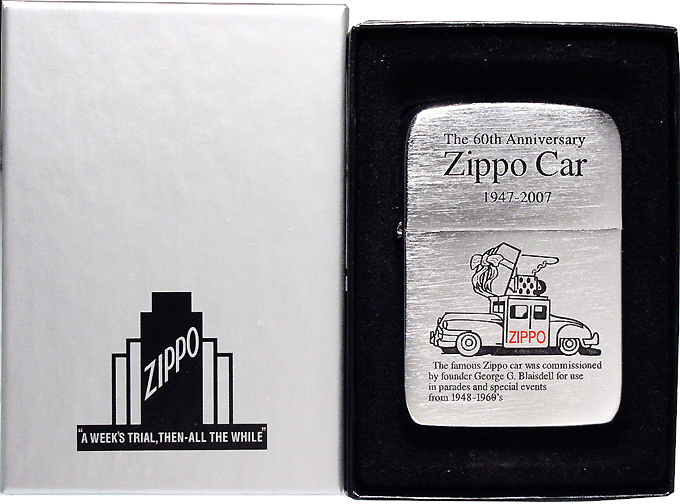 ZIPPO
"A WEEK'S TRIAL, THEN-ALL THE WHILE"
The 60th Anniversary
Zippo Car
1947-2007
ZIPPO
The famous Zippo car was commissioned
by founder George G. Blaisdell for use
in parades and special events
from 1948-1960's